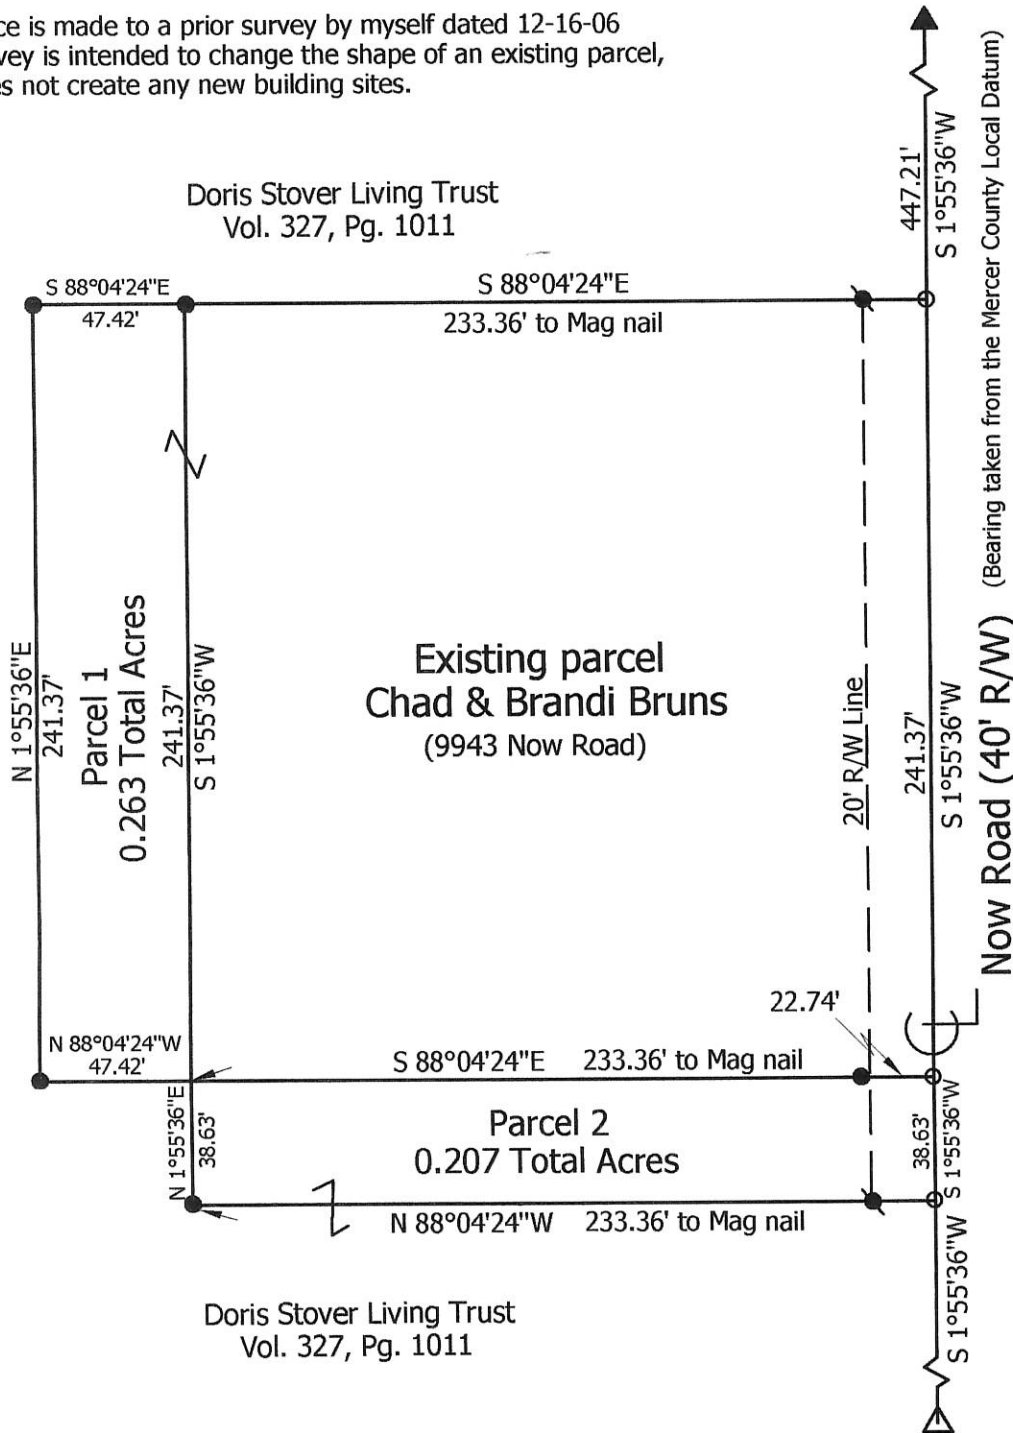 ce is made to a prior survey by myself dated 12-16-06
vey is intended to change the shape of an existing parcel,
es not create any new building sites.
Doris Stover Living Trust
Vol. 327, Pg. 1011
447.21'
S 1°55'36"W
(Bearing taken from the Mercer County Local Datum)
S 88°04'24"E
47.42'
S 88°04'24"E
233.36' to Mag nail
N 1°55'36"E
241.37'
Parcel 1
0.263 Total Acres
241.37'
S 1°55'36"W
Existing parcel
Chad & Brandi Bruns
(9943 Now Road)
20' R/W Line
241.37'
S 1°55'36"W
Now Road (40' R/W)
22.74'
N 88°04'24"W
47.42'
S 88°04'24"E 233.36' to Mag nail
N 1°55'36"E
38.63'
Parcel 2
0.207 Total Acres
38.63'
S 1°55'36"W
N 88°04'24"W 233.36' to Mag nail
S 1°55'36"W
Doris Stover Living Trust
Vol. 327, Pg. 1011